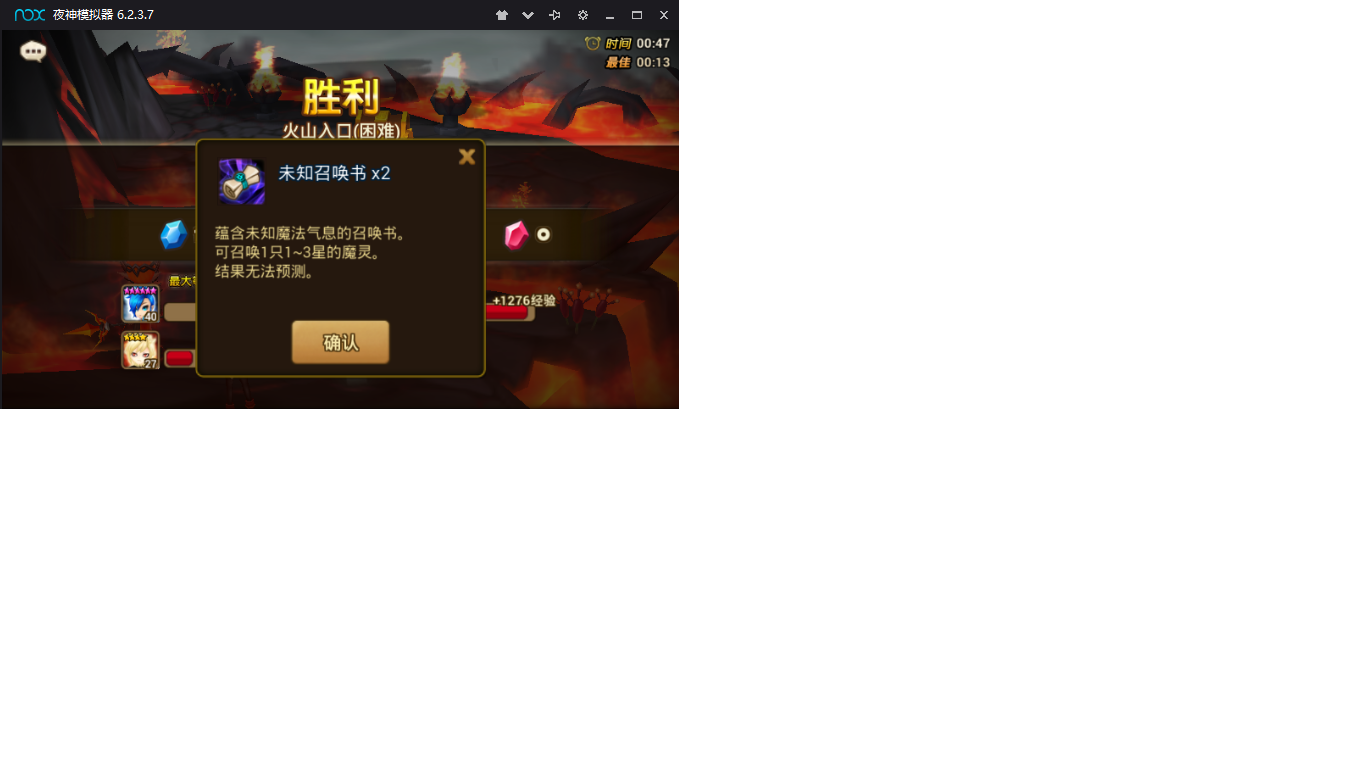 nox 夜神模拟器 6.2.3.7
时间 00:47
最佳 00:13
胜利
火山入口(困难)
未知召唤书 x2
蕴含未知魔法气息的召唤书。
可召唤1只1~3星的魔灵。
结果无法预测。
0
最大
+1276经验
40
27
确认